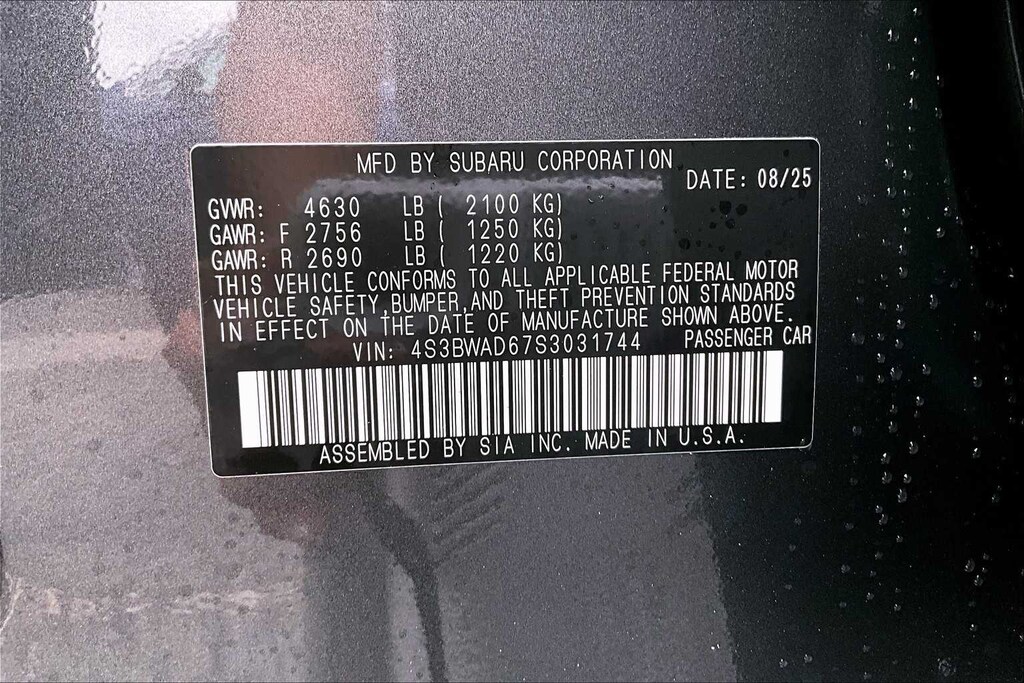 MFD BY SUBARU CORPORATION
DATE: 08/25
GVWR: 4630 LB ( 2100 KG)
GAWR: F 2756 LB ( 1250 KG)
GAWR: R 2690 LB ( 1220 KG)
THIS VEHICLE CONFORMS TO ALL APPLICABLE FEDERAL MOTOR
VEHICLE SAFETY,BUMPER,AND THEFT PREVENTION STANDARDS
IN EFFECT ON THE DATE OF MANUFACTURE SHOWN ABOVE.
VIN: 4S3BWAD67S3031744 PASSENGER CAR
ASSEMBLED BY SIA INC. MADE IN U.S.A.